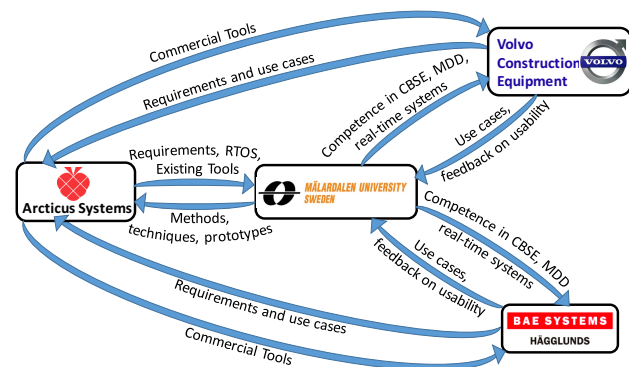 Commercial Tools
Requirements and use cases
Volvo
Construction
Equipment
VOLVO
Competence in CBSE, MDD,
real-time systems
Use cases,
feedback on usability
Requirements, RTOS,
Existing Tools
Arcticus Systems
MÄLARDALEN UNIVERSITY
SWEDEN
Methods,
techniques, prototypes
Competence in CBSE, MDD
real-time systems
Use cases,
feedback on usability
Requirements and use cases
Commercial Tools
BAE SYSTEMS
HÄGGLUNDS